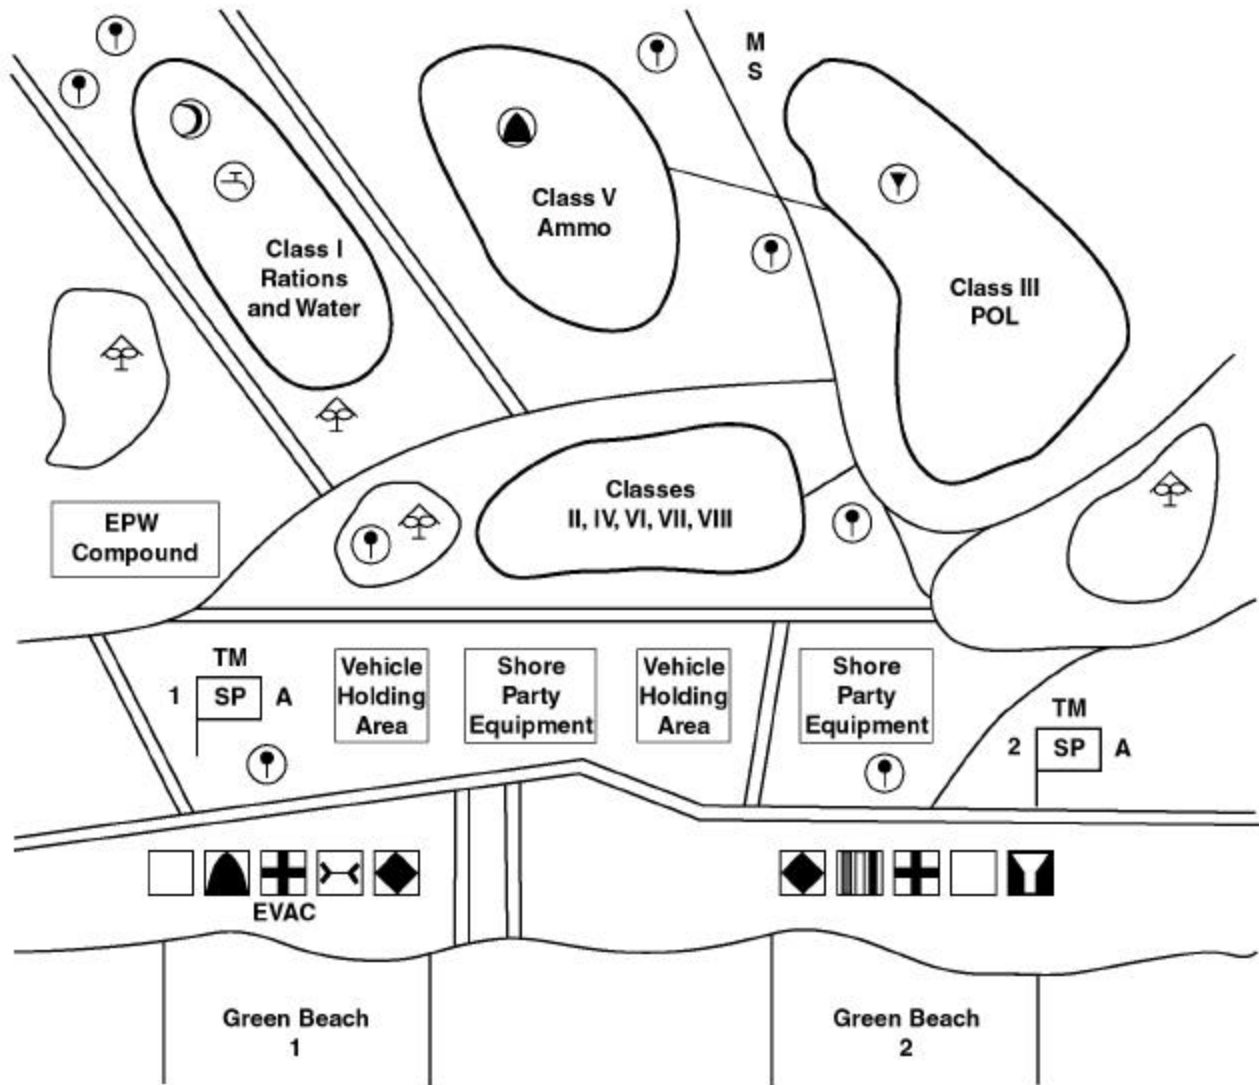 M
S
Class V
Ammo
Class I
Rations
and Water
Class III
POL
Classes
II, IV, VI, VII, VIII
EPW
Compound
TM
1 SP A
Vehicle
Holding
Area
Shore
Party
Equipment
Vehicle
Holding
Area
Shore
Party
Equipment
TM
2 SP A
EVAC
Green Beach
1
Green Beach
2